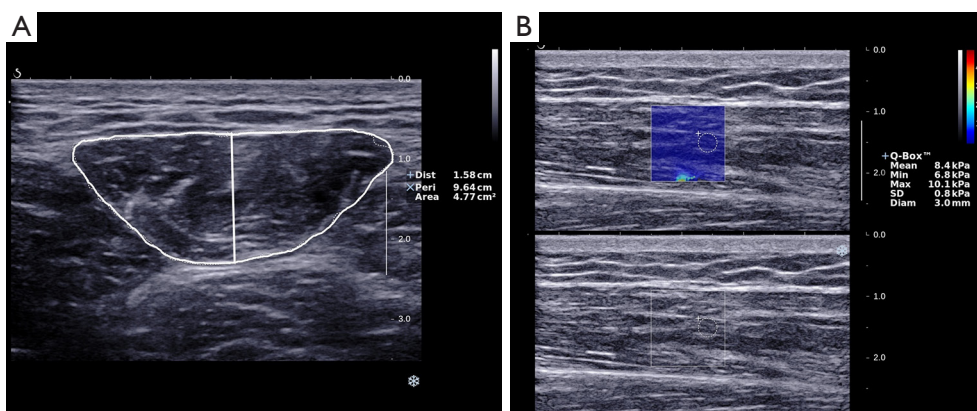 A
0.0
1.0
+Dist 1.58 cm
×Peri 9.64 cm
Area 4.77 cm²
2.0
3.0
B
0.0
1.0
+Q-Box™
Mean 8.4 kPa
2.0
Min 6.8 kPa
Max 10.1 kPa
SD 0.8 kPa
Diam 3.0 mm
0.0
1.0
2.0